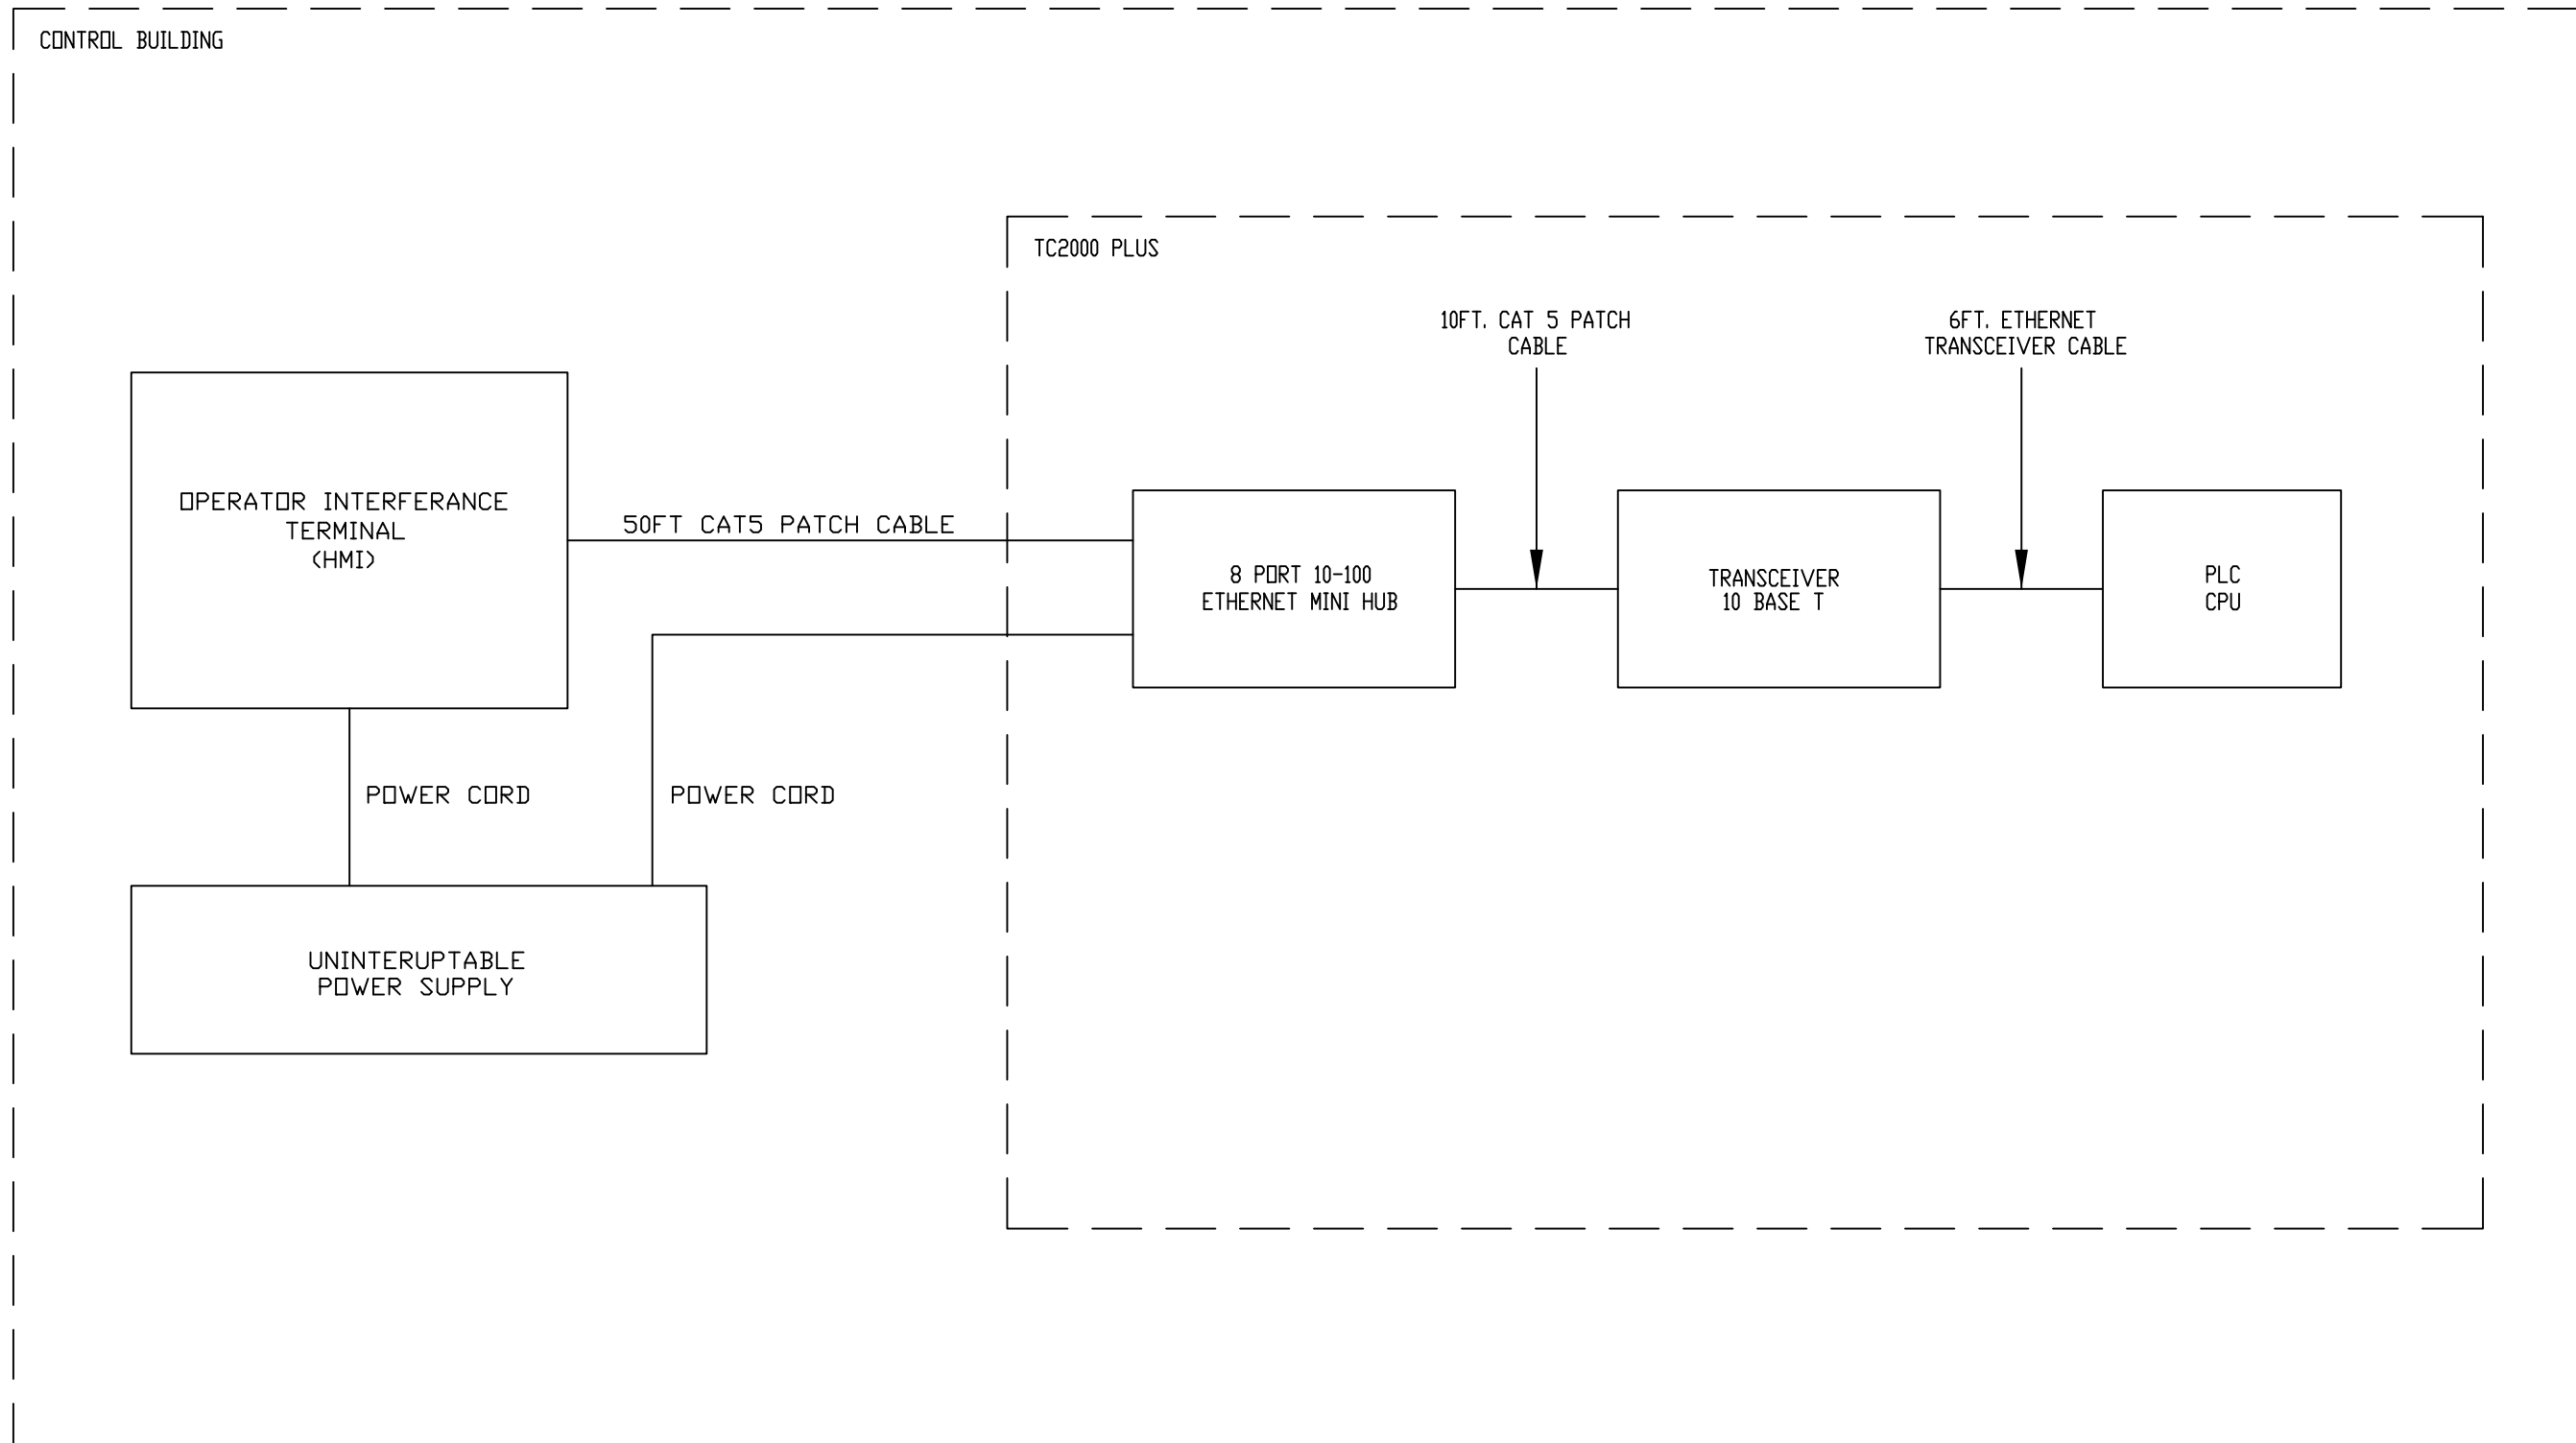 CONTROL BUILDING
TC2000 PLUS
10FT. CAT 5 PATCH
CABLE
6FT. ETHERNET
TRANSCEIVER CABLE
OPERATOR INTERFERANCE
TERMINAL
(HMI)
50FT CAT5 PATCH CABLE
8 PORT 10-100
ETHERNET MINI HUB
TRANSCEIVER
10 BASE T
PLC
CPU
POWER CORD
POWER CORD
UNINTERUPTABLE
POWER SUPPLY